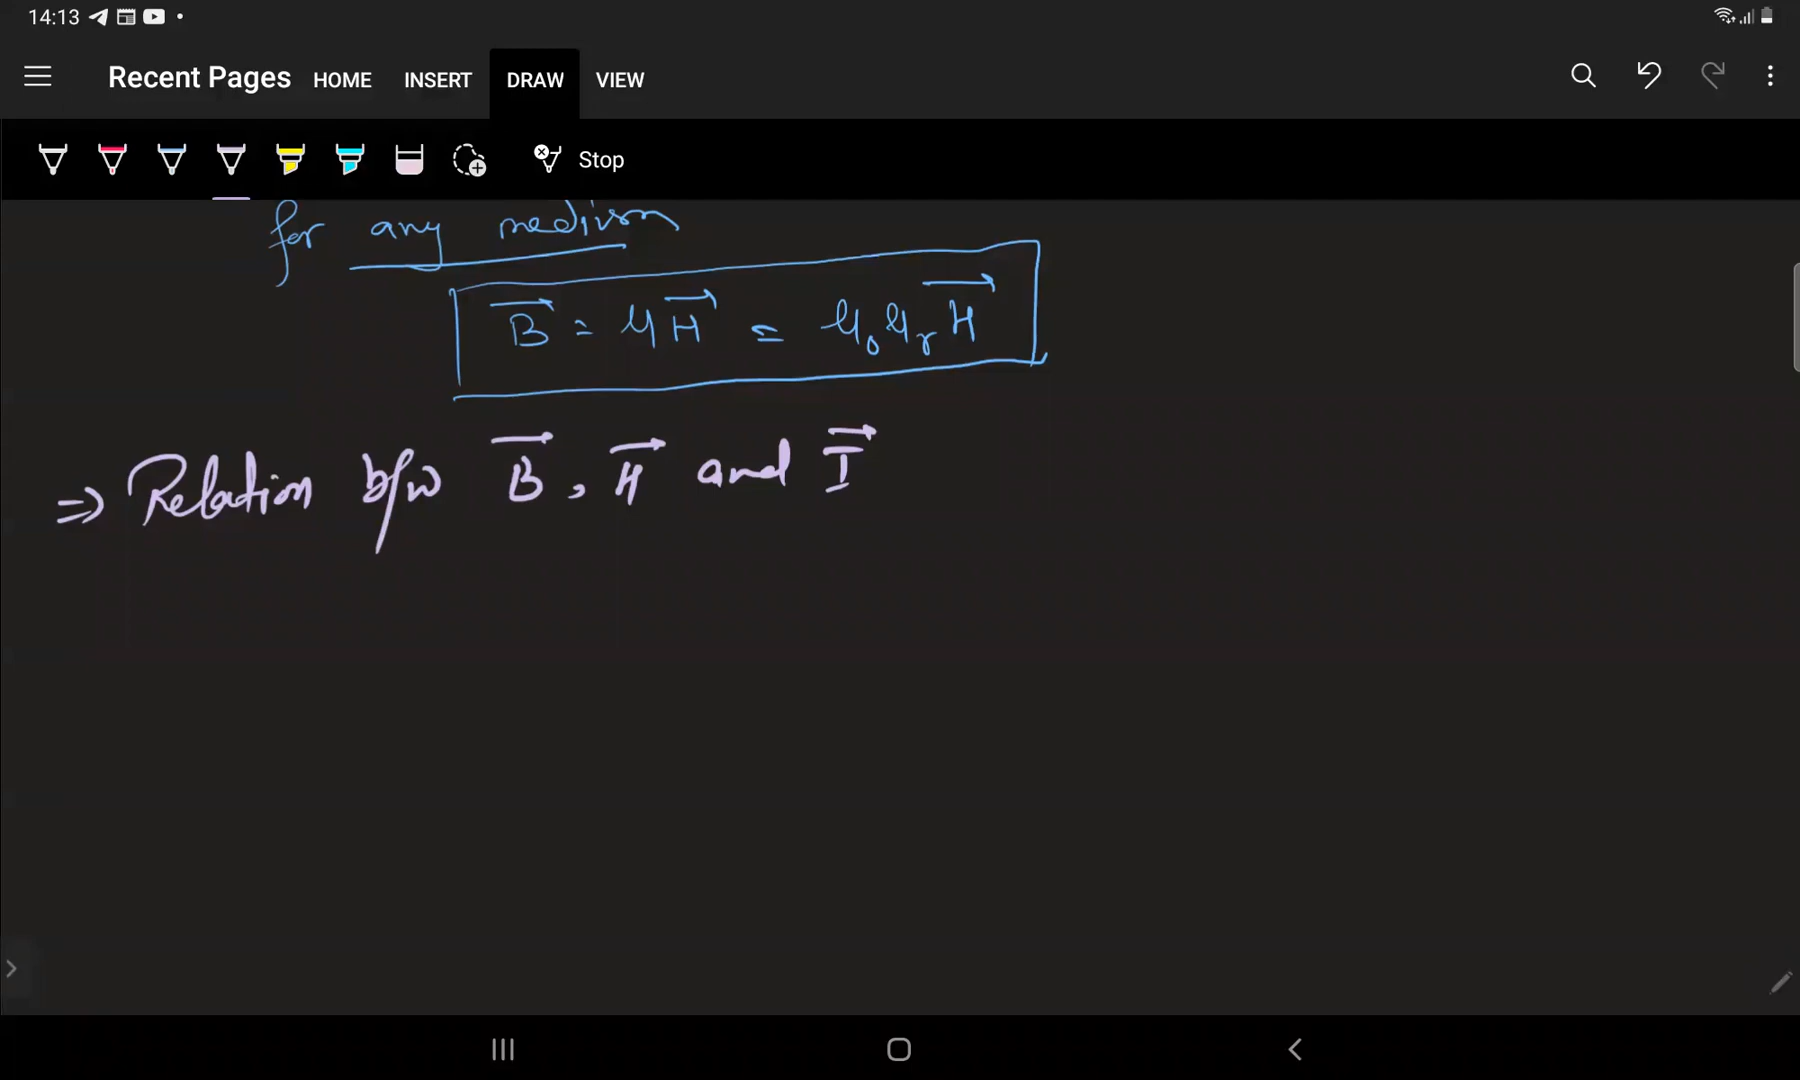 14:13
Recent Pages HOME INSERT DRAW VIEW
Stop
for any medium
B⃗ = μH⃗ = μ₀μᵣH⃗
⇒ Relation b/w B⃗, H⃗ and I⃗